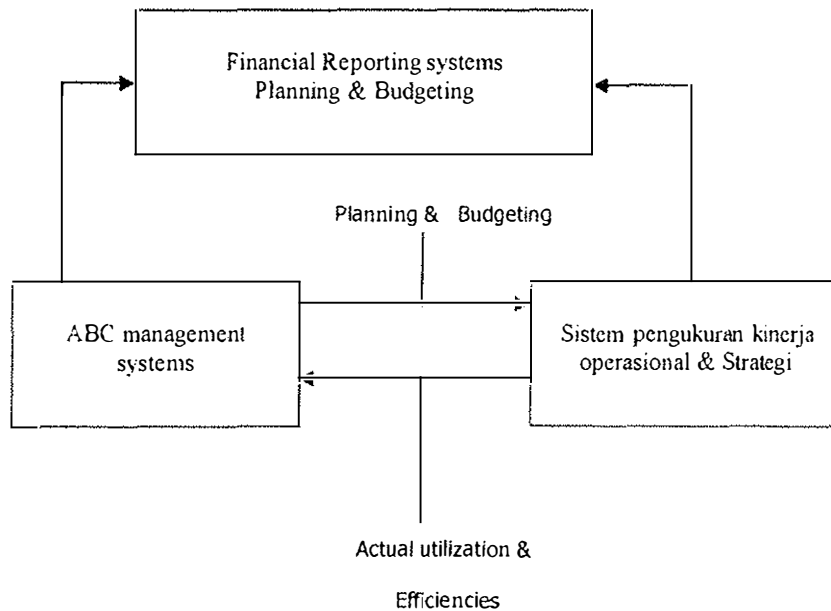 Financial Reporting systems
Planning & Budgeting
Planning & Budgeting
ABC management
systems
Sistem pengukuran kinerja
operasional & Strategi
Actual utilization &
Efficiencies